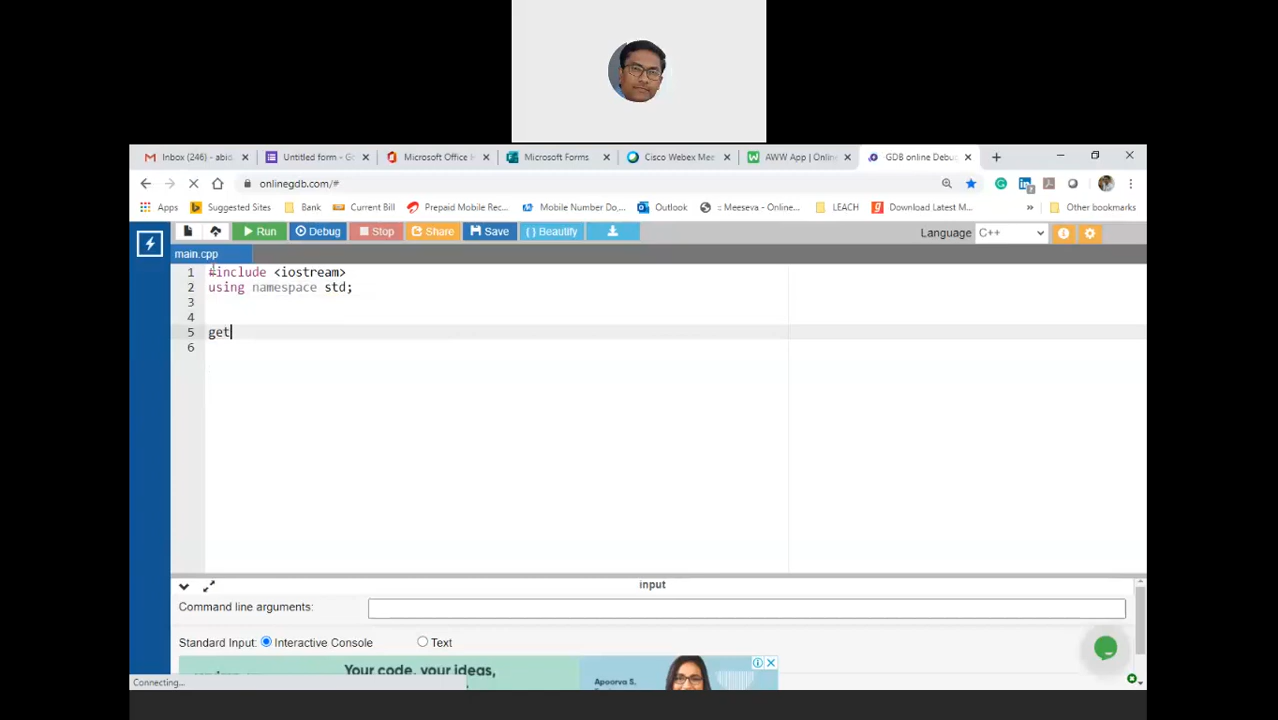 Inbox (246) - abid.
Untitled form - G
Microsoft Office
Microsoft Forms
Cisco Webex Mee
AWW App | Onlin
GDB online Debu
onlinegdb.com/#
Apps
Suggested Sites
Bank
Current Bill
Prepaid Mobile Rec...
Mobile Number Do,...
Outlook
:: Meeseva - Online...
LEACH
Download Latest M...
»
Other bookmarks
Run
Debug
Stop
Share
Save
{ } Beautify
Language
C++
main.cpp
1 #include <iostream>
2 using namespace std;
3
4
5 get
6
input
Command line arguments:
Standard Input:
Interactive Console
Text
Your code, your ideas,
Apoorva S.
Connecting...